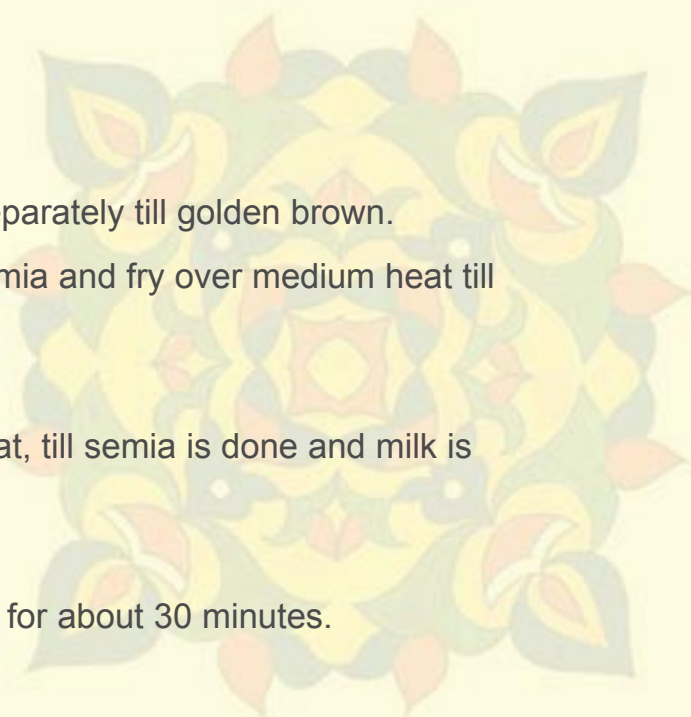 parately till golden brown.
mia and fry over medium heat till
at, till semia is done and milk is
for about 30 minutes.